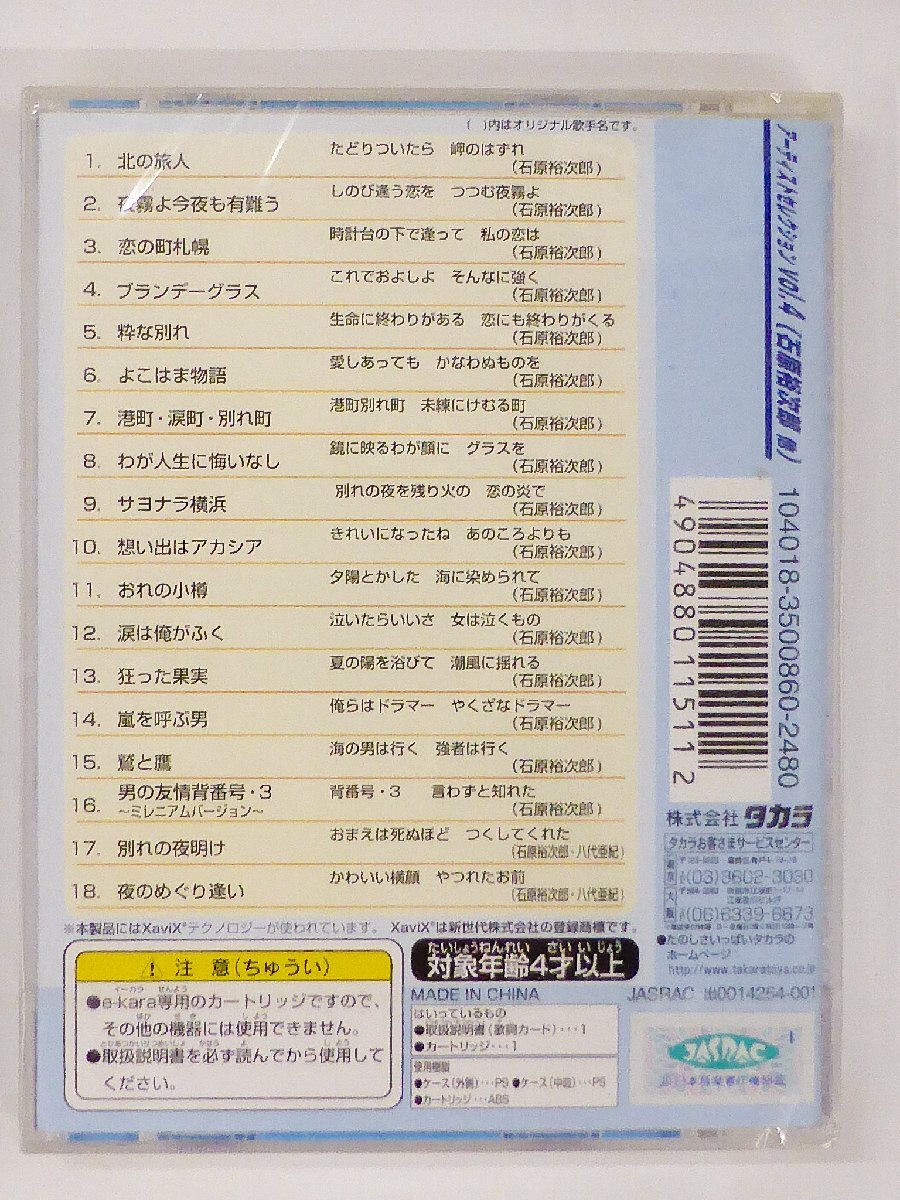 (　)内はオリジナル歌手名です。
1. 北の旅人 たどりついたら 岬のはずれ
(石原裕次郎)
2. 夜霧よ今夜も有難う しのび逢う恋を つつむ夜霧よ
(石原裕次郎)
3. 恋の町札幌 時計台の下で逢って 私の恋は
(石原裕次郎)
4. ブランデーグラス これでおよしよ そんなに強く
(石原裕次郎)
5. 粋な別れ 生命に終わりがある 恋にも終わりがくる
(石原裕次郎)
6. よこはま物語 愛しあっても かなわぬものを
(石原裕次郎)
7. 港町・涙町・別れ町 港町別れ町 未練にけむる町
(石原裕次郎)
8. わが人生に悔いなし 鏡に映るわが顔に グラスを
(石原裕次郎)
9. サヨナラ横浜 別れの夜を残り火の 恋の炎で
(石原裕次郎)
10. 想い出はアカシア きれいになったね あのころよりも
(石原裕次郎)
11. おれの小樽 夕陽とかした 海に染められて
(石原裕次郎)
12. 涙は俺がふく 泣いたらいいさ 女は泣くもの
(石原裕次郎)
13. 狂った果実 夏の陽を浴びて 潮風に揺れる
(石原裕次郎)
14. 嵐を呼ぶ男 俺らはドラマー やくざなドラマー
(石原裕次郎)
15. 鷲と鷹 海の男は行く 強者は行く
(石原裕次郎)
16. 男の友情背番号・3 背番号・3 言わずと知れた
～ミレニアムバージョン～ (石原裕次郎)
17. 別れの夜明け おまえは死ぬほど つくしてくれた
(石原裕次郎・八代亜紀)
18. 夜のめぐり逢い かわいい横顔 やつれたお前
(石原裕次郎・八代亜紀)
※本製品にはXaviX®テクノロジーが使われています。 XaviX®は新世代株式会社の登録商標です。
注 意(ちゅうい)
イーカラ せんよう
●e-kara専用のカートリッジですので、
その他の機器には使用できません。
●取扱説明書を必ず読んでから使用して
ください。
たいしょうねんれい さいいじょう
対象年齢4才以上
MADE IN CHINA
JASRAC 出0014254-001
はいっているもの
●取扱説明書(歌詞カード)･･･1
●カートリッジ･･･1
使用樹脂
●ケース(外側)･･･PS ●ケース(中皿)･･･PS
●カートリッジ･･･ABS
アーティストセレクション Vol.4 (石原裕次郎 他)
104018-3500860-2480
4904880115112
株式会社 タカラ
タカラお客さまサービスセンター
(03)3602-3030
(06)6339-6673
●たのしさいっぱいタカラの
ホームページ
http://www.takaratoys.co.jp
JASRAC